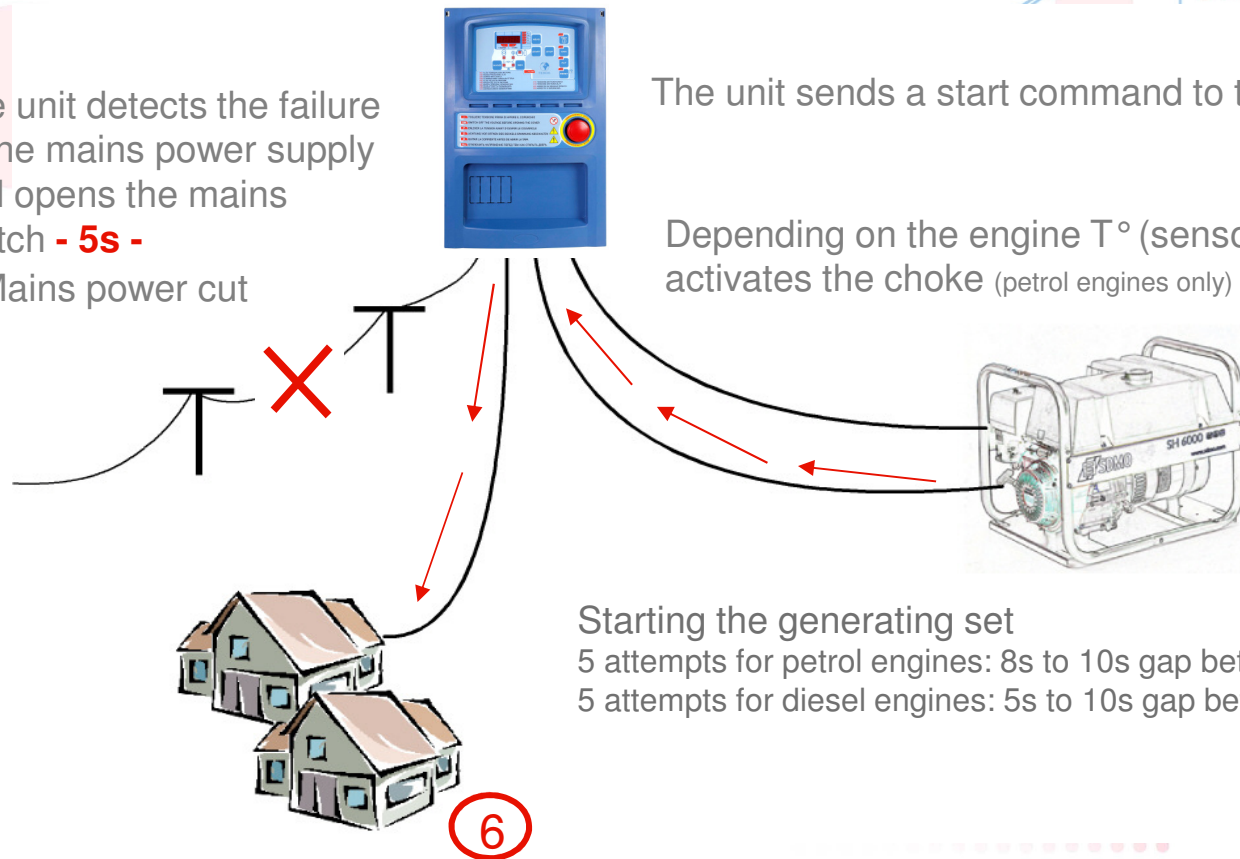 e unit detects the failure
he mains power supply
d opens the mains
tch - 5s -
Mains power cut
The unit sends a start command to t
Depending on the engine T° (senso
activates the choke (petrol engines only)
SDMO
SH 6000
www.sdmo.com
Starting the generating set
5 attempts for petrol engines: 8s to 10s gap bet
5 attempts for diesel engines: 5s to 10s gap be
6